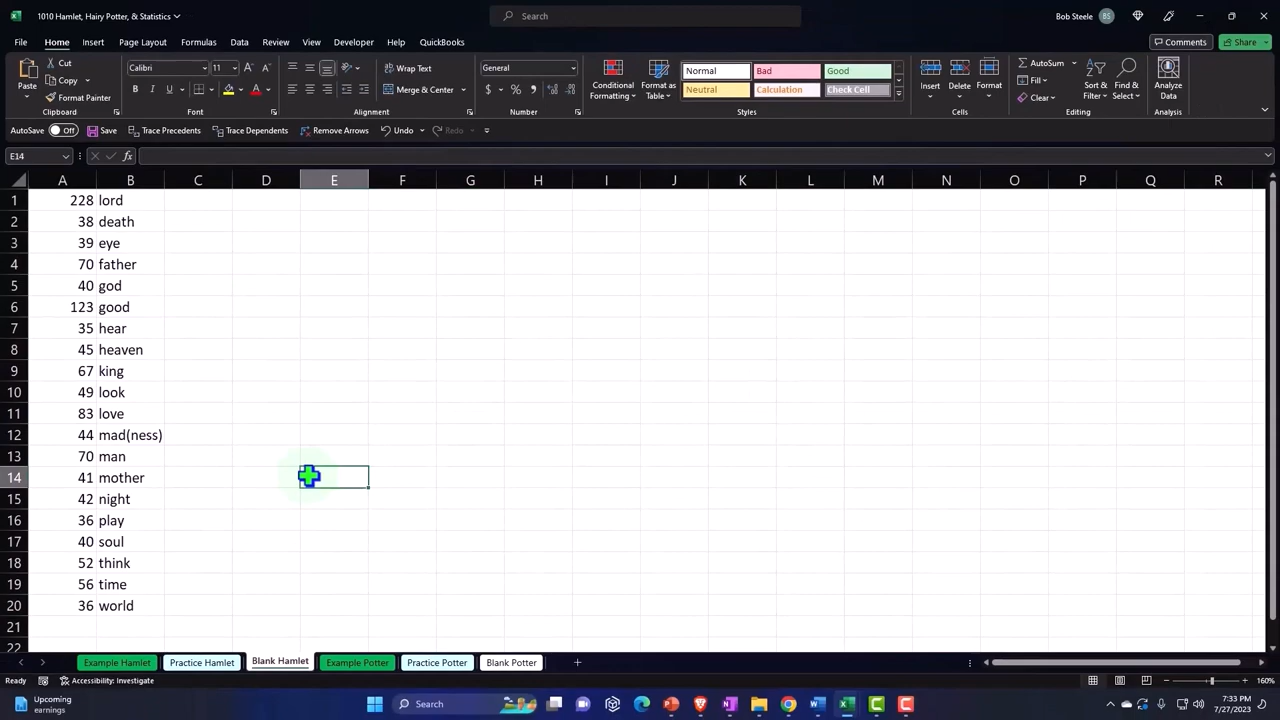 1010 Hamlet, Hairy Potter, & Statistics
Search
Bob Steele BS
File Home Insert Page Layout Formulas Data Review View Developer Help QuickBooks Comments Share
Paste Cut Copy Format Painter
Calibri 11
Wrap Text
Merge & Center
General
Conditional Formatting Format as Table
Normal Bad Good
Neutral Calculation Check Cell
Insert Delete Format
AutoSum Fill Clear
Sort & Filter Find & Select Analyze Data
Clipboard Font Alignment Number Styles Cells Editing Analysis
AutoSave Off Save Trace Precedents Trace Dependents Remove Arrows Undo Redo
E14 fx
A B C D E F G H I J K L M N O P Q R
1 228 lord
2 38 death
3 39 eye
4 70 father
5 40 god
6 123 good
7 35 hear
8 45 heaven
9 67 king
10 49 look
11 83 love
12 44 mad(ness)
13 70 man
14 41 mother
15 42 night
16 36 play
17 40 soul
18 52 think
19 56 time
20 36 world
21
22
Example Hamlet Practice Hamlet Blank Hamlet Example Potter Practice Potter Blank Potter
Ready Accessibility: Investigate 160%
Upcoming
earnings
Search
7:33 PM
7/27/2023